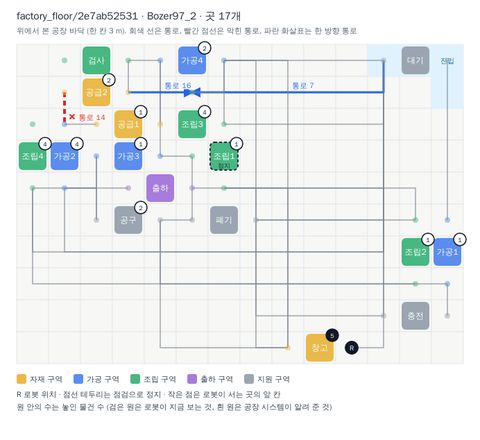 factory_floor/2e7ab52531 · Bozer97_2 · 곳 17개
위에서 본 공장 바닥 (한 칸 3 m). 회색 선은 통로, 빨간 점선은 막힌 통로, 파란 화살표는 한 방향 통로
검사
가공4
2
대기
진입
공급2
2
통로 16
통로 7
✕ 통로 14
공급1
1
조립3
4
조립4
4
가공2
4
가공3
1
조립1
1
정지
출하
공구
2
폐기
조립2
1
가공1
1
충전
창고
5
R
자재 구역
가공 구역
조립 구역
출하 구역
지원 구역
R 로봇 위치 · 점선 테두리는 점검으로 정지 · 작은 점은 로봇이 서는 곳의 앞 칸
원 안의 수는 놓인 물건 수 (검은 원은 로봇이 지금 보는 것, 흰 원은 공장 시스템이 알려 준 것)